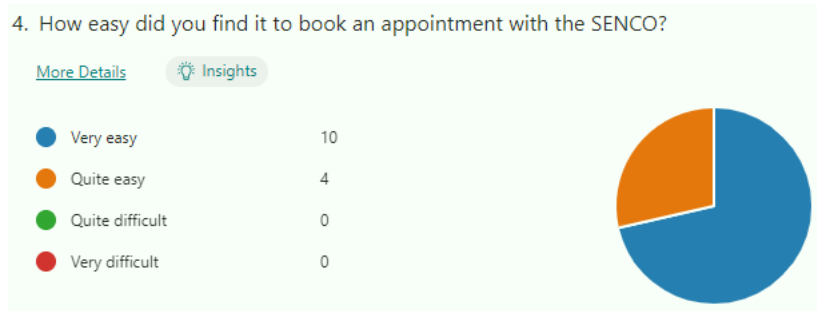 4. How easy did you find it to book an appointment with the SENCO?
More Details Insights
Very easy 10
Quite easy 4
Quite difficult 0
Very difficult 0